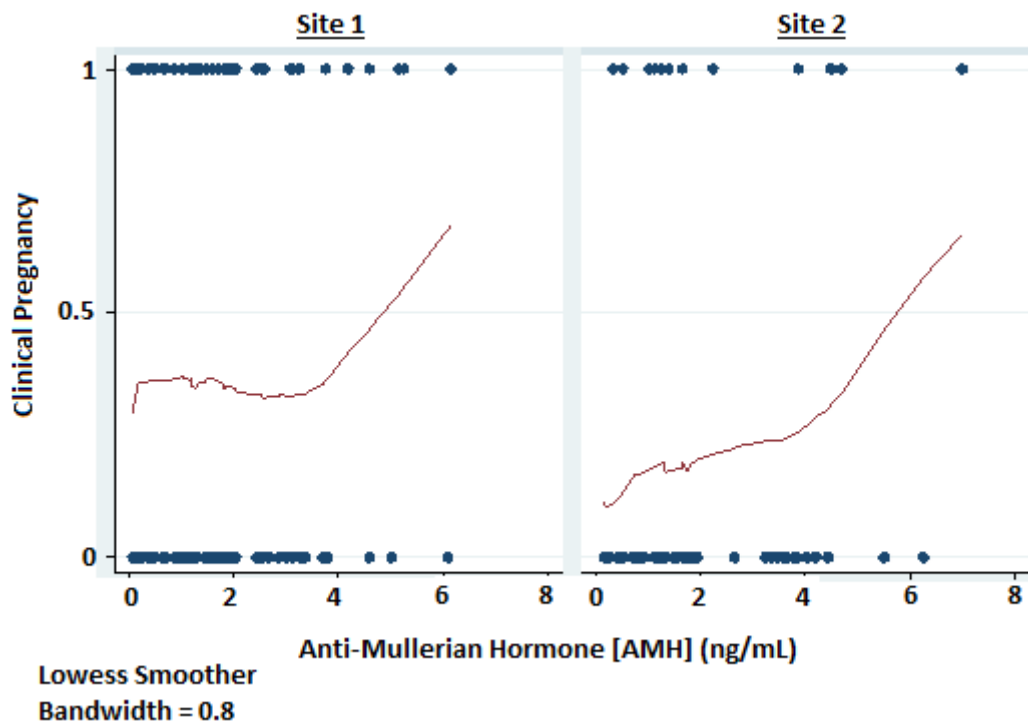 Site 1
Site 2
Clinical Pregnancy
1
0.5
0
0 2 4 6 8
0 2 4 6 8
Anti-Mullerian Hormone [AMH] (ng/mL)
Lowess Smoother
Bandwidth = 0.8